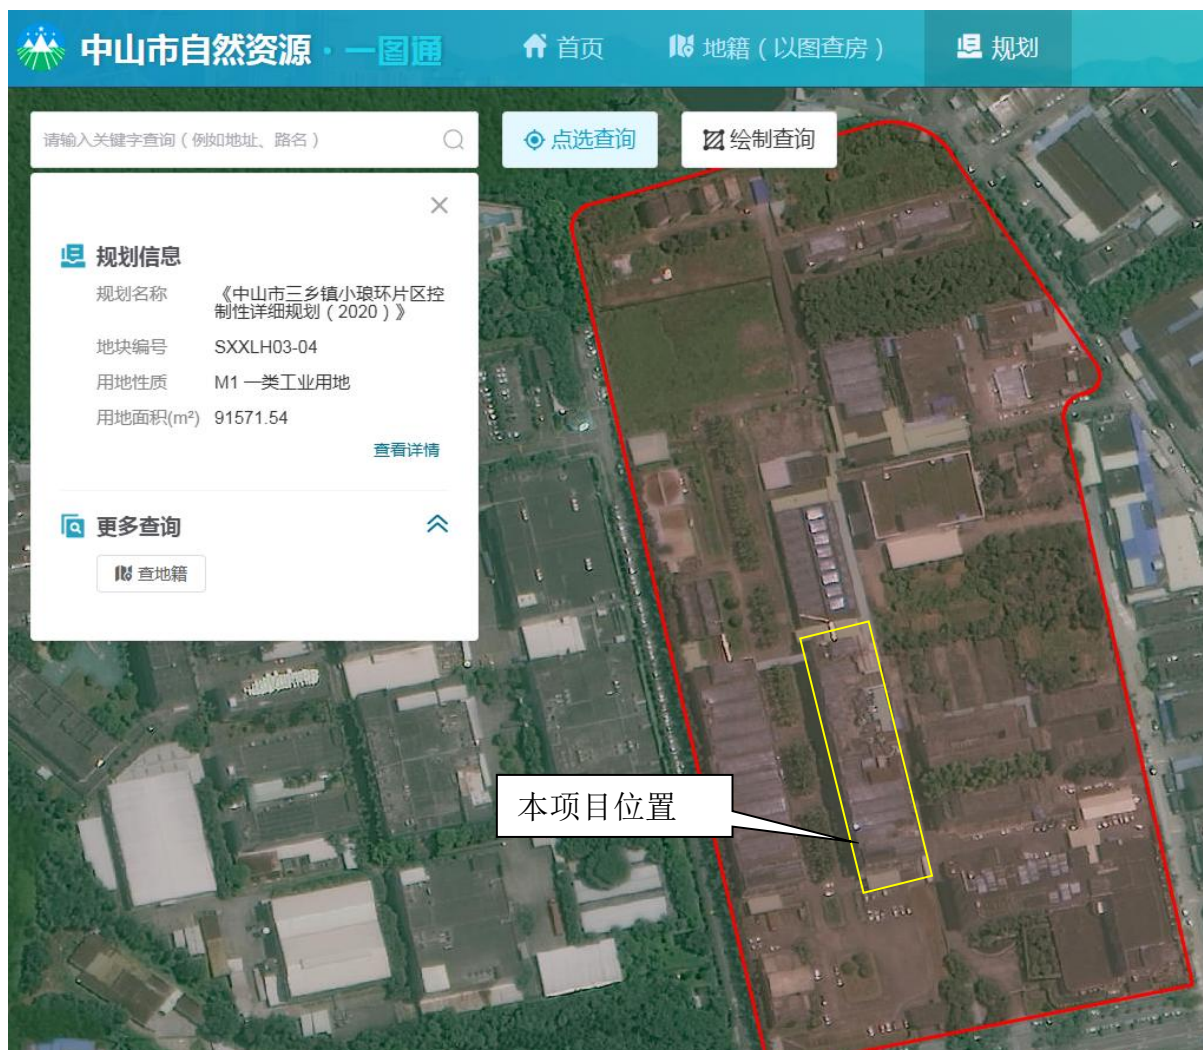 中山市自然资源·一图通
首页
地籍（以图查房）
规划
请输入关键字查询（例如地址、路名）
点选查询
绘制查询
规划信息
规划名称 《中山市三乡镇小琅环片区控
制性详细规划（2020）》
地块编号 SXXLH03-04
用地性质 M1 一类工业用地
用地面积(m²) 91571.54
查看详情
更多查询
查地籍
本项目位置